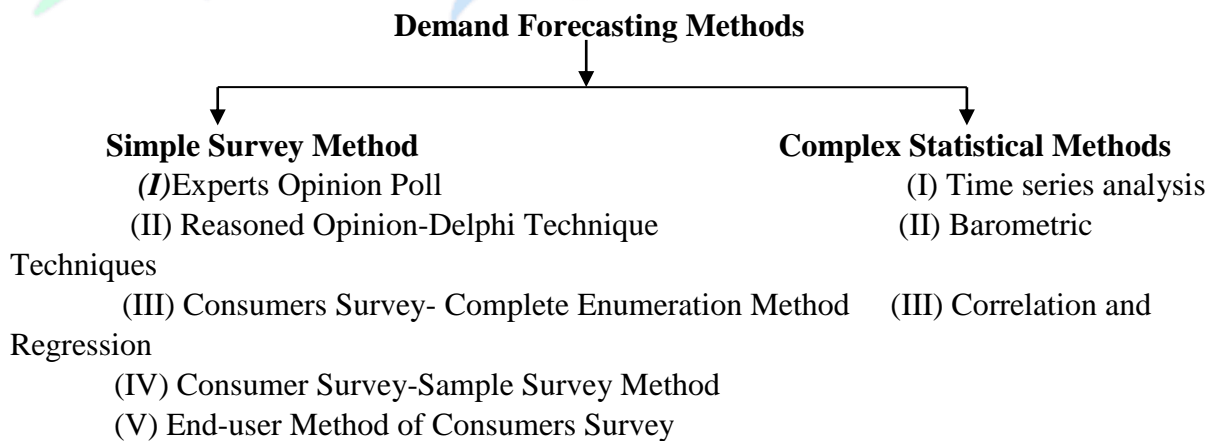 Demand Forecasting Methods
Simple Survey Method Complex Statistical Methods
(I)Experts Opinion Poll (I) Time series analysis
(II) Reasoned Opinion-Delphi Technique (II) Barometric
Techniques
(III) Consumers Survey- Complete Enumeration Method (III) Correlation and
Regression
(IV) Consumer Survey-Sample Survey Method
(V) End-user Method of Consumers Survey